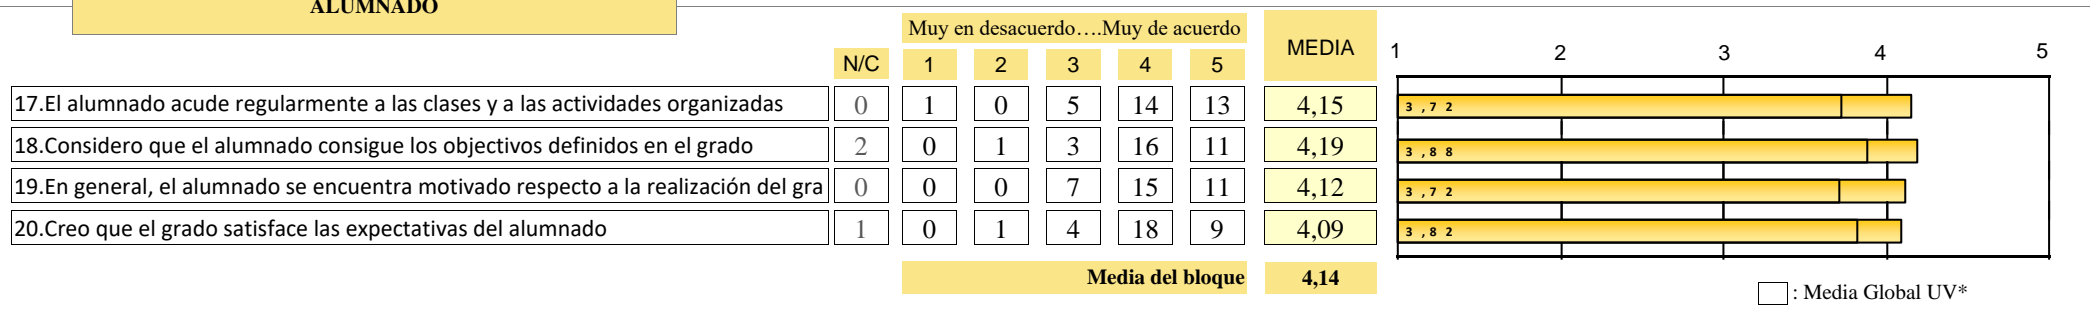 ALUMNADO
Muy en desacuerdo….Muy de acuerdo
MEDIA
1 2 3 4 5
N/C 1 2 3 4 5
17.El alumnado acude regularmente a las clases y a las actividades organizadas 0 1 0 5 14 13 4,15 3,72
18.Considero que el alumnado consigue los objectivos definidos en el grado 2 0 1 3 16 11 4,19 3,88
19.En general, el alumnado se encuentra motivado respecto a la realización del gra 0 0 0 7 15 11 4,12 3,72
20.Creo que el grado satisface las expectativas del alumnado 1 0 1 4 18 9 4,09 3,82
Media del bloque 4,14
: Media Global UV*